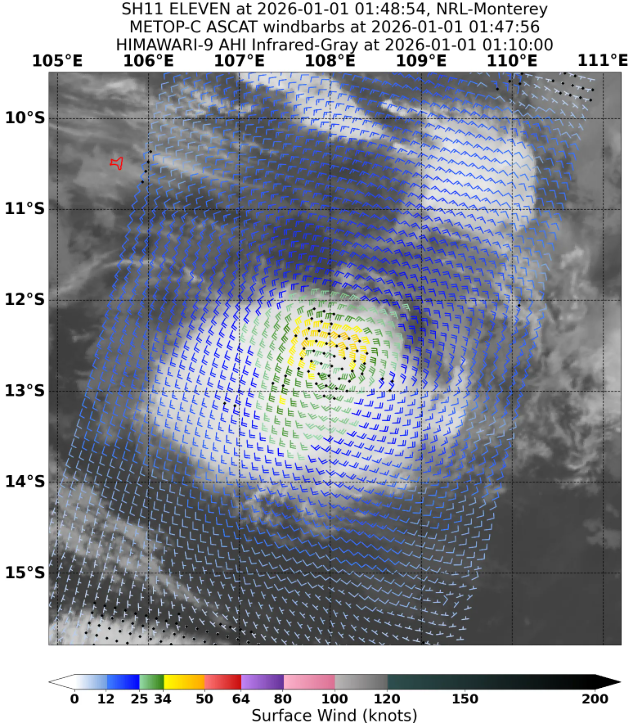 SH11 ELEVEN at 2026-01-01 01:48:54, NRL-Monterey
METOP-C ASCAT windbarbs at 2026-01-01 01:47:56
HIMAWARI-9 AHI Infrared-Gray at 2026-01-01 01:10:00
105°E 106°E 107°E 108°E 109°E 110°E 111°E
10°S
11°S
12°S
13°S
14°S
15°S
0 12 25 34 50 64 80 100 120 150 200
Surface Wind (knots)